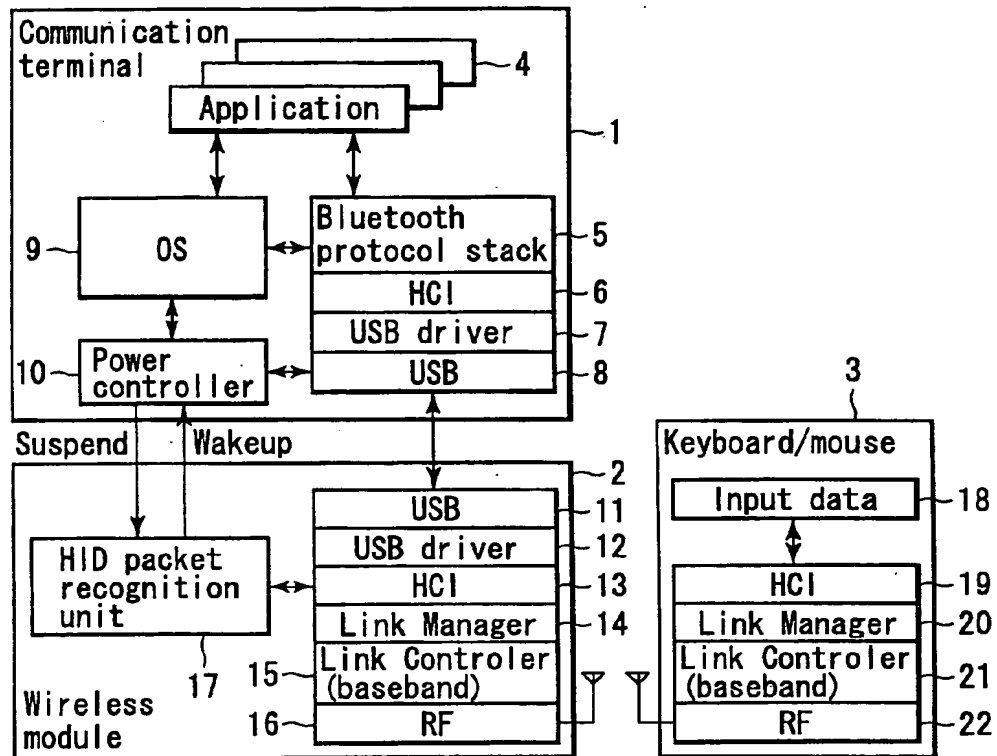 Communication
terminal
4
Application
1
9
OS
Bluetooth
protocol stack
5
HCI
6
USB driver
7
10
Power
controller
USB
8
Suspend
Wakeup
3
2
Keyboard/mouse
USB
11
Input data
18
USB driver
12
HID packet
recognition
unit
HCI
13
HCI
19
Link Manager
14
Link Manager
20
17
15
Link Controler
(baseband)
Link Controler
(baseband)
21
Wireless
module
16
RF
RF
22